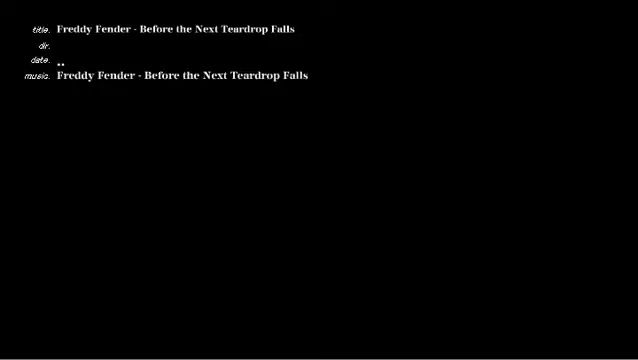 title. Freddy Fender - Before the Next Teardrop Falls
dir.
date. ..
music. Freddy Fender - Before the Next Teardrop Falls